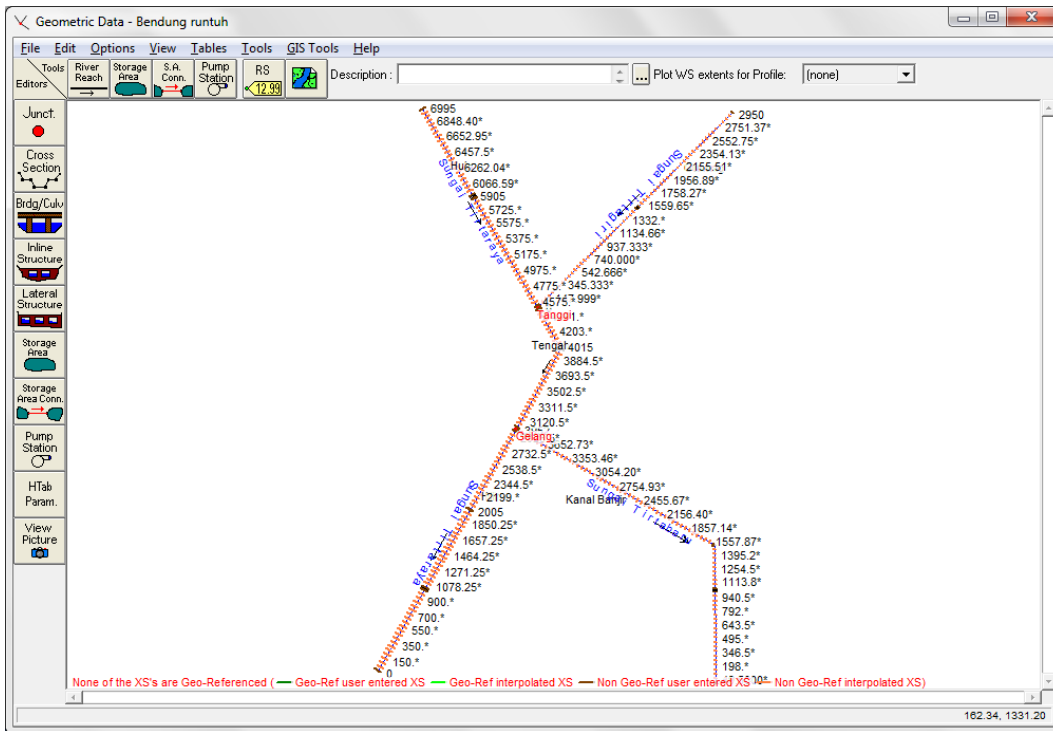 Geometric Data - Bendung runtuh
File Edit Options View Tables Tools GIS Tools Help
Tools
Editors
River Reach
Storage Area
S.A. Conn.
Pump Station
RS
12.99
Description :
...
Plot WS extents for Profile:
(none)
Junct.
Cross Section
Brdg/Culv
Inline Structure
Lateral Structure
Storage Area
Storage Area Conn.
Pump Station
HTab Param.
View Picture
6995
6848.40*
6652.95*
6457.5*
Hu
6262.04*
6066.59*
5905
5725.*
5575.*
5375.*
5175.*
4975.*
4775.*
4575.*
Sungai Tirtaraya
2950
2751.37*
2552.75*
2354.13*
2155.51*
1956.89*
1758.27*
1559.65*
1332.*
1134.66*
937.333*
740.000*
542.666*
345.333*
.999*
Sungai Tirtagiri
Tanggi
1.*
4203.*
Tengah
4015
3884.5*
3693.5*
3502.5*
3311.5*
3120.5*
Gelang
2732.5*
2538.5*
2344.5*
2199.*
2005
1850.25*
1657.25*
1464.25*
1271.25*
1078.25*
900.*
700.*
550.*
350.*
150.*
0
Sungai Tirtaraya
3652.73*
3353.46*
3054.20*
2754.93*
2455.67*
2156.40*
1857.14*
1557.87*
1395.2*
1254.5*
1113.8*
940.5*
792.*
643.5*
495.*
346.5*
198.*
Kanal Banjir
None of the XS's are Geo-Referenced ( Geo-Ref user entered XS Geo-Ref interpolated XS Non Geo-Ref user entered XS Non Geo-Ref interpolated XS)
162.34, 1331.20